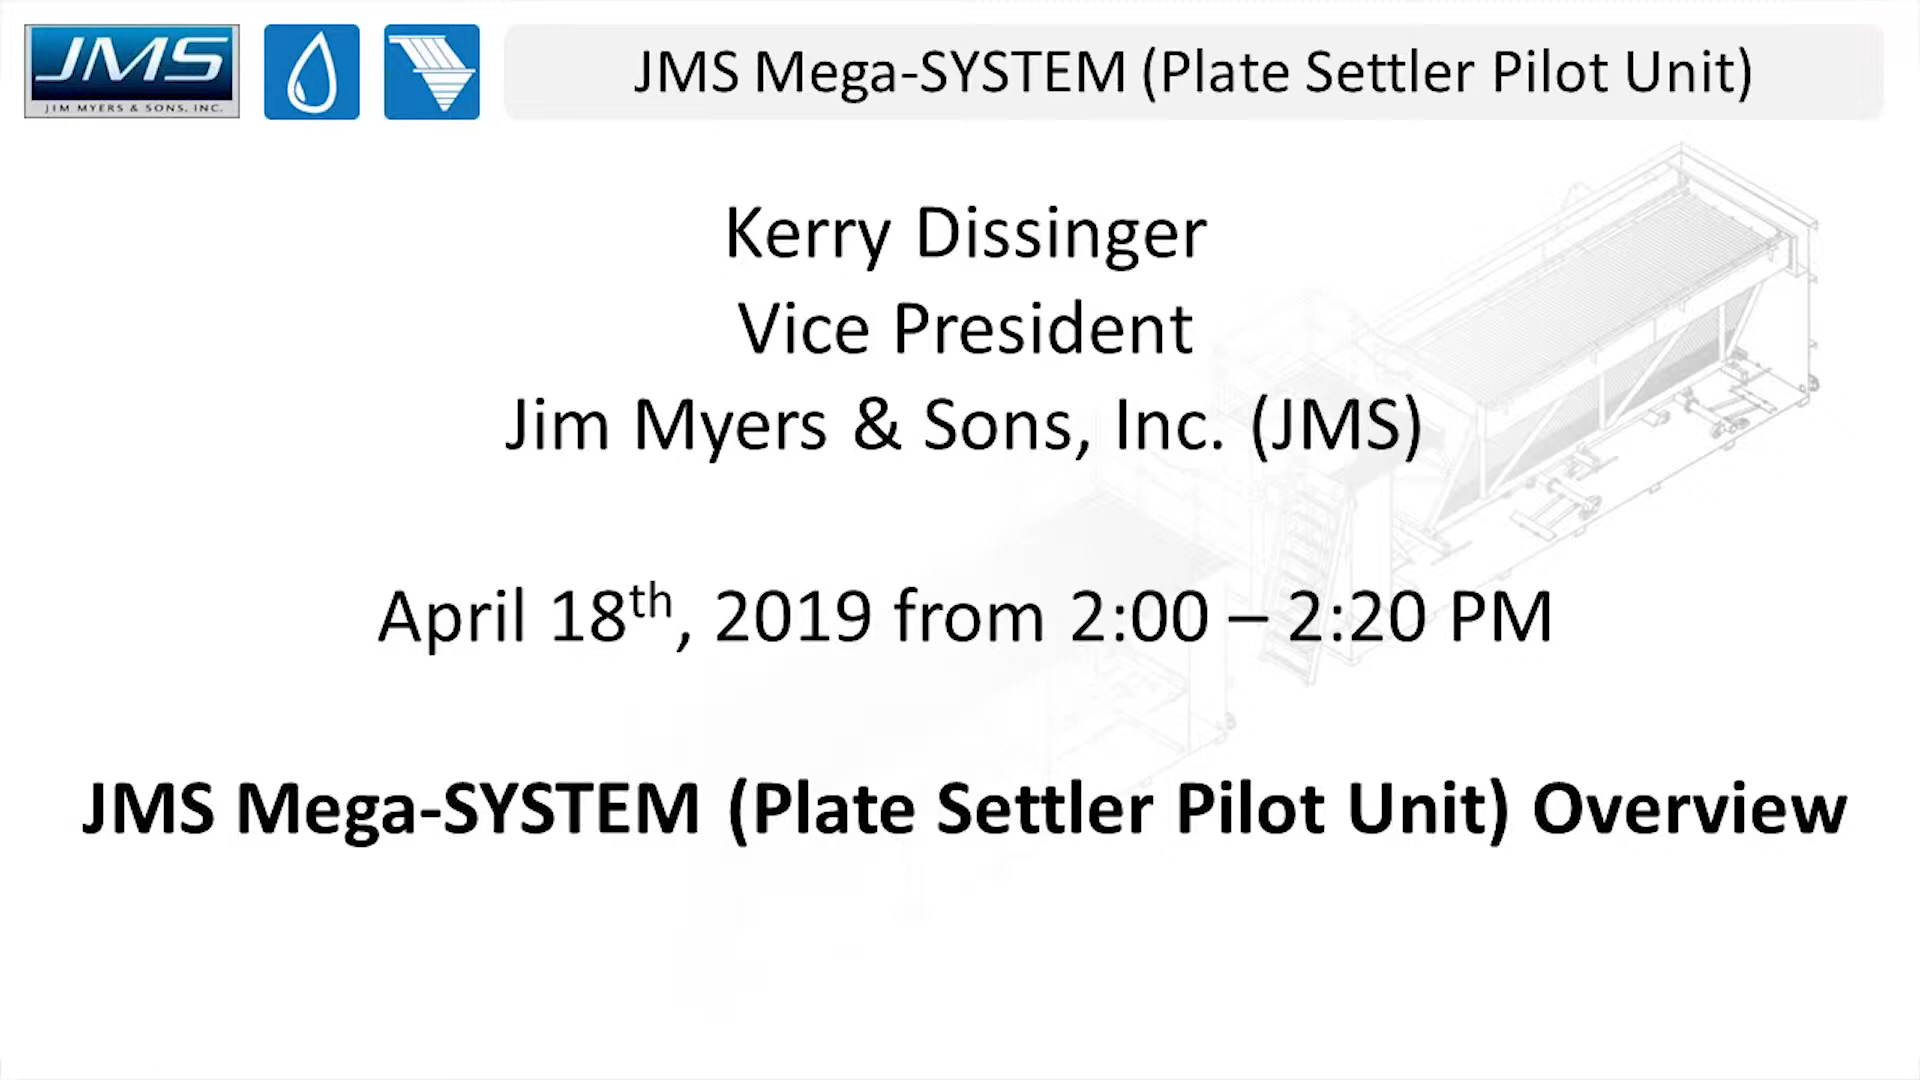 JMS
JIM MYERS & SONS, INC.
JMS Mega-SYSTEM (Plate Settler Pilot Unit)
Kerry Dissinger
Vice President
Jim Myers & Sons, Inc. (JMS)
April 18th, 2019 from 2:00 – 2:20 PM
JMS Mega-SYSTEM (Plate Settler Pilot Unit) Overview